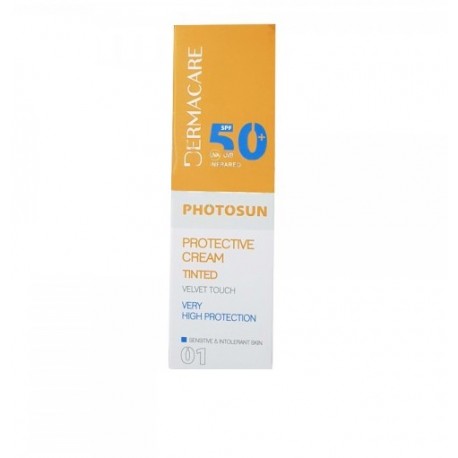 DERMACARE
SPF
50+
PHOTOSUN
PROTECTIVE
CREAM
TINTED
VELVET TOUCH
VERY
HIGH PROTECTION
SENSITIVE & INTOLERANT SKIN
01